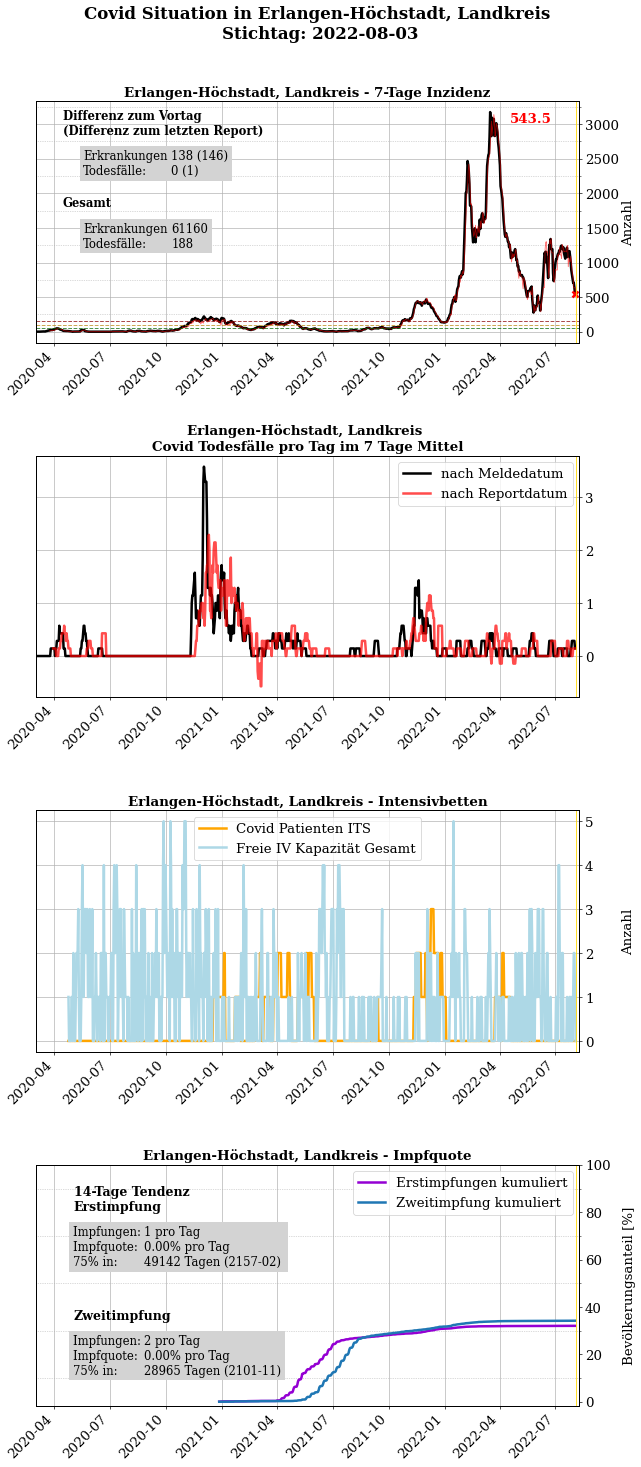 Covid Situation in Erlangen-Höchstadt, Landkreis
Stichtag: 2022-08-03
Erlangen-Höchstadt, Landkreis - 7-Tage Inzidenz
Differenz zum Vortag
(Differenz zum letzten Report)
Erkrankungen 138 (146)
Todesfälle: 0 (1)
Gesamt
Erkrankungen 61160
Todesfälle: 188
543.5
3000
2500
2000
1500
1000
500
0
Anzahl
2020-04 2020-07 2020-10 2021-01 2021-04 2021-07 2021-10 2022-01 2022-04 2022-07
Erlangen-Höchstadt, Landkreis
Covid Todesfälle pro Tag im 7 Tage Mittel
nach Meldedatum
nach Reportdatum
3
2
1
0
2020-04 2020-07 2020-10 2021-01 2021-04 2021-07 2021-10 2022-01 2022-04 2022-07
Erlangen-Höchstadt, Landkreis - Intensivbetten
Covid Patienten ITS
Freie IV Kapazität Gesamt
5
4
3
2
1
0
Anzahl
2020-04 2020-07 2020-10 2021-01 2021-04 2021-07 2021-10 2022-01 2022-04 2022-07
Erlangen-Höchstadt, Landkreis - Impfquote
14-Tage Tendenz
Erstimpfung
Impfungen: 1 pro Tag
Impfquote: 0.00% pro Tag
75% in: 49142 Tagen (2157-02)
Zweitimpfung
Impfungen: 2 pro Tag
Impfquote: 0.00% pro Tag
75% in: 28965 Tagen (2101-11)
Erstimpfungen kumuliert
Zweitimpfung kumuliert
100
80
60
40
20
0
Bevölkerungsanteil [%]
2020-04 2020-07 2020-10 2021-01 2021-04 2021-07 2021-10 2022-01 2022-04 2022-07